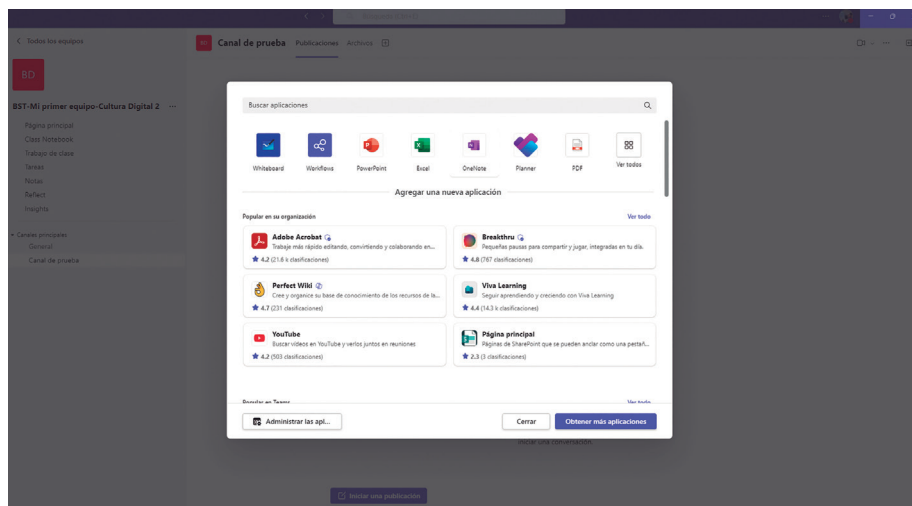 Todos los equipos
BD
Canal de prueba Publicaciones Archivos
BD
BST-Mi primer equipo-Cultura Digital 2 ...
Página principal
Class Notebook
Trabajo de clase
Tareas
Notas
Reflect
Insights
Canales principales
General
Canal de prueba
Buscar aplicaciones
Whiteboard Workflows PowerPoint Excel OneNote Planner PDF Ver todos
Agregar una nueva aplicación
Popular en su organización Ver todo
Adobe Acrobat
Trabaje más rápido editando, convirtiendo y colaborando en...
4.2 (21.6 k clasificaciones)
Breakthru
Pequeñas pausas para compartir y jugar, integradas en tu día.
4.8 (767 clasificaciones)
Perfect Wiki
Cree y organice su base de conocimiento de los recursos de la...
4.7 (231 clasificaciones)
Viva Learning
Seguir aprendiendo y creciendo con Viva Learning
4.4 (14.3 k clasificaciones)
YouTube
Buscar vídeos en YouTube y verlos juntos en reuniones
4.2 (503 clasificaciones)
Página principal
Páginas de SharePoint que se pueden anclar como una pestañ...
2.3 (3 clasificaciones)
Popular en Teams Ver todo
Administrar las apl...
Cerrar
Obtener más aplicaciones
Iniciar una conversación
Iniciar una publicación